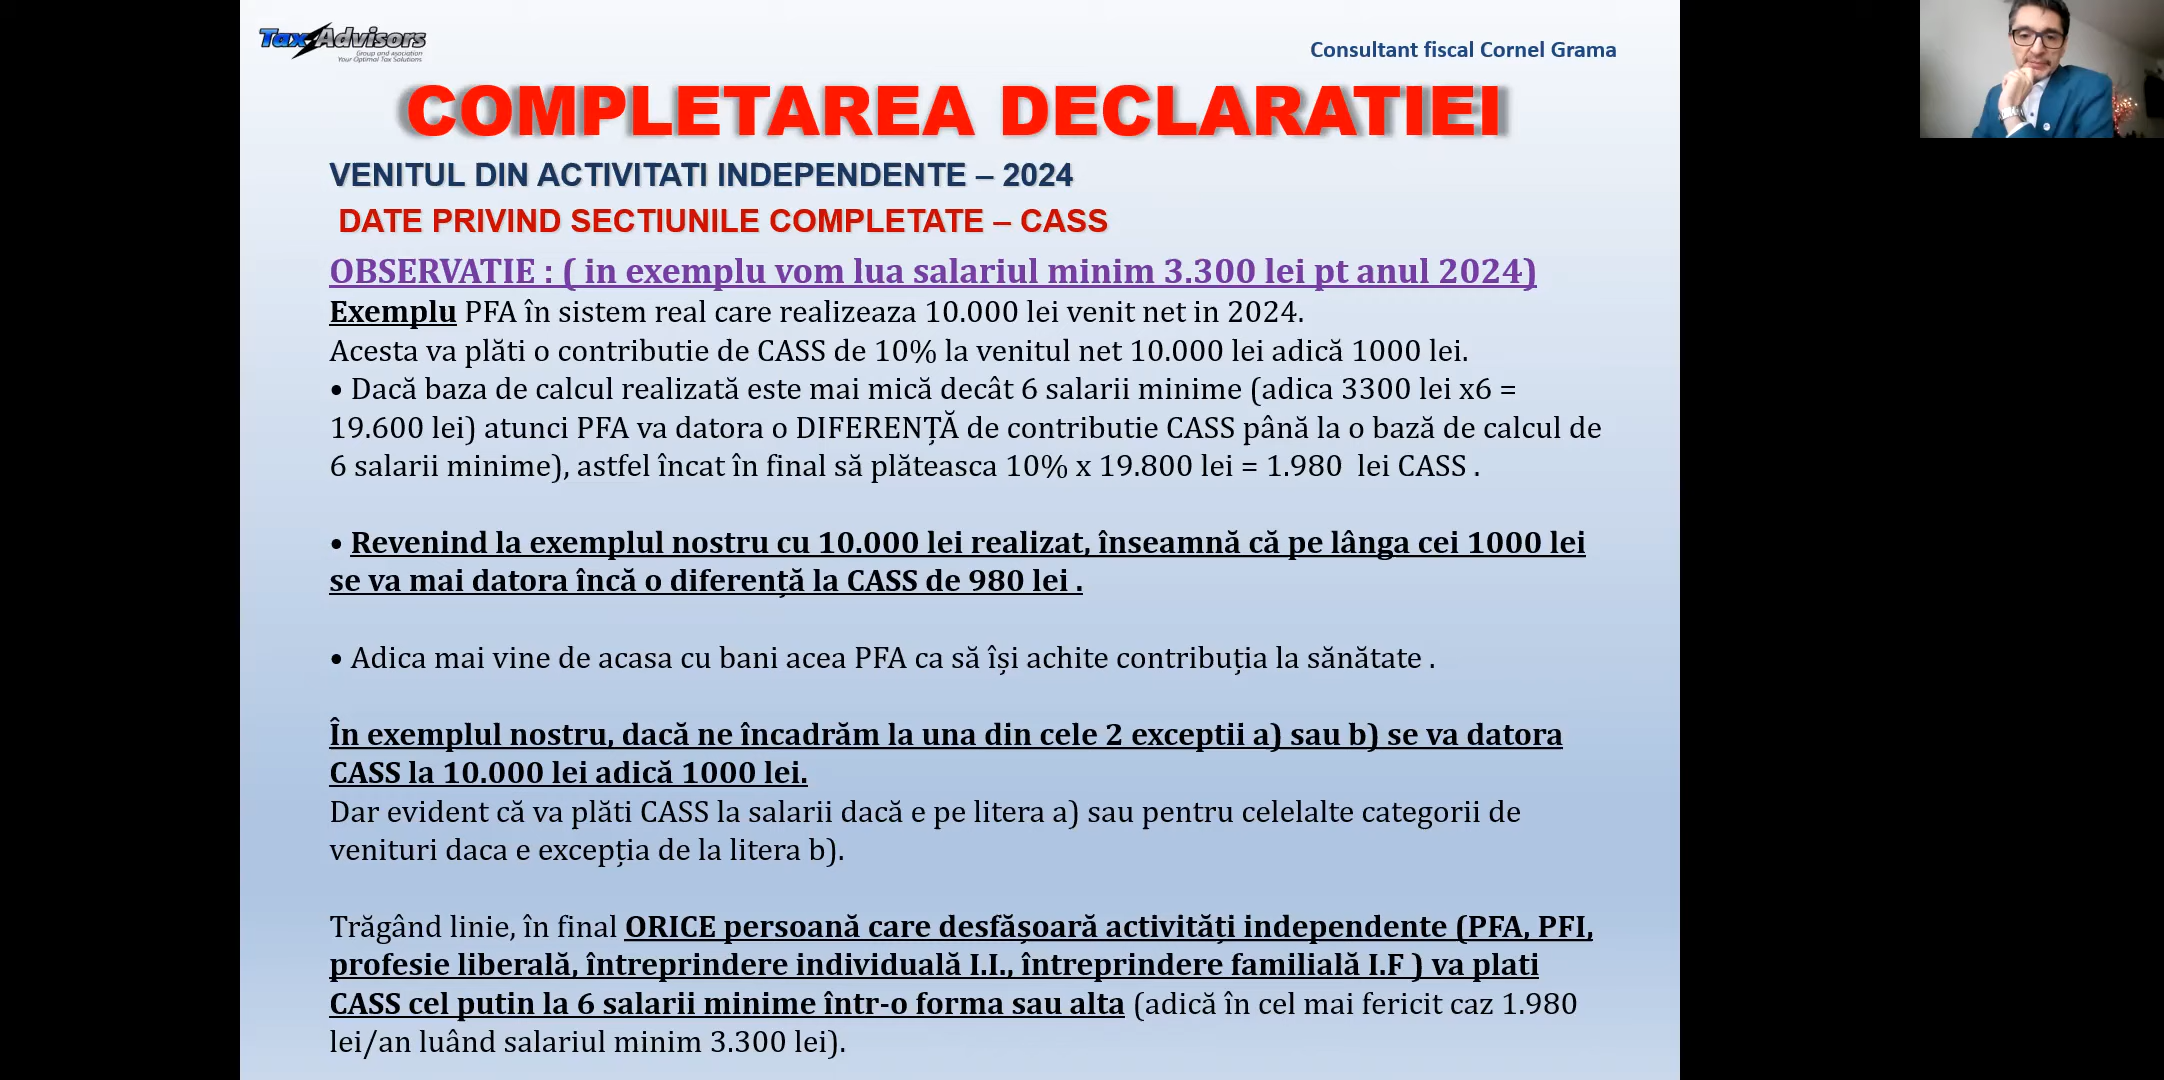 Tax Advisors
Group and Asociation
Your Optimal Tax Solutions
Consultant fiscal Cornel Grama
COMPLETAREA DECLARATIEI
VENITUL DIN ACTIVITATI INDEPENDENTE – 2024
DATE PRIVIND SECTIUNILE COMPLETATE – CASS
OBSERVATIE : ( in exemplu vom lua salariul minim 3.300 lei pt anul 2024)
Exemplu PFA în sistem real care realizeaza 10.000 lei venit net in 2024.
Acesta va plăti o contributie de CASS de 10% la venitul net 10.000 lei adică 1000 lei.
• Dacă baza de calcul realizată este mai mică decât 6 salarii minime (adica 3300 lei x6 =
19.600 lei) atunci PFA va datora o DIFERENȚĂ de contributie CASS până la o bază de calcul de
6 salarii minime), astfel încat în final să plăteasca 10% x 19.800 lei = 1.980 lei CASS .
• Revenind la exemplul nostru cu 10.000 lei realizat, înseamnă că pe lânga cei 1000 lei
se va mai datora încă o diferență la CASS de 980 lei .
• Adica mai vine de acasa cu bani acea PFA ca să își achite contribuția la sănătate .
În exemplul nostru, dacă ne încadrăm la una din cele 2 exceptii a) sau b) se va datora
CASS la 10.000 lei adică 1000 lei.
Dar evident că va plăti CASS la salarii dacă e pe litera a) sau pentru celelalte categorii de
venituri daca e excepția de la litera b).
Trăgând linie, în final ORICE persoană care desfășoară activități independente (PFA, PFI,
profesie liberală, întreprindere individuală I.I., întreprindere familială I.F ) va plati
CASS cel putin la 6 salarii minime într-o forma sau alta (adică în cel mai fericit caz 1.980
lei/an luând salariul minim 3.300 lei).